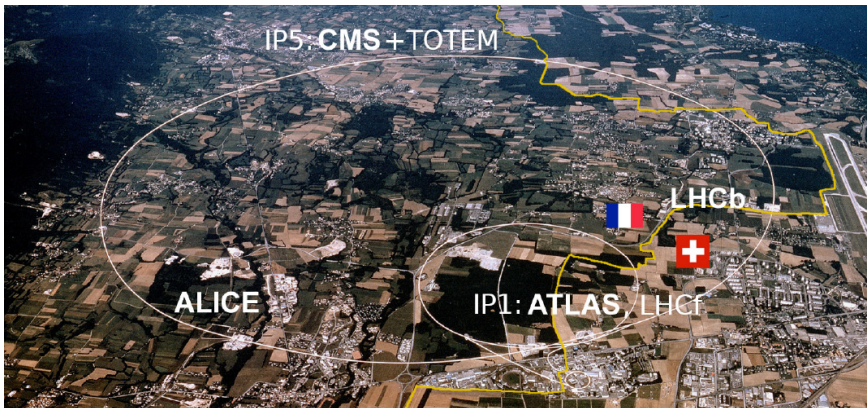 IP5: CMS + TOTEM
LHCb
ALICE
IP1: ATLAS, LHCf